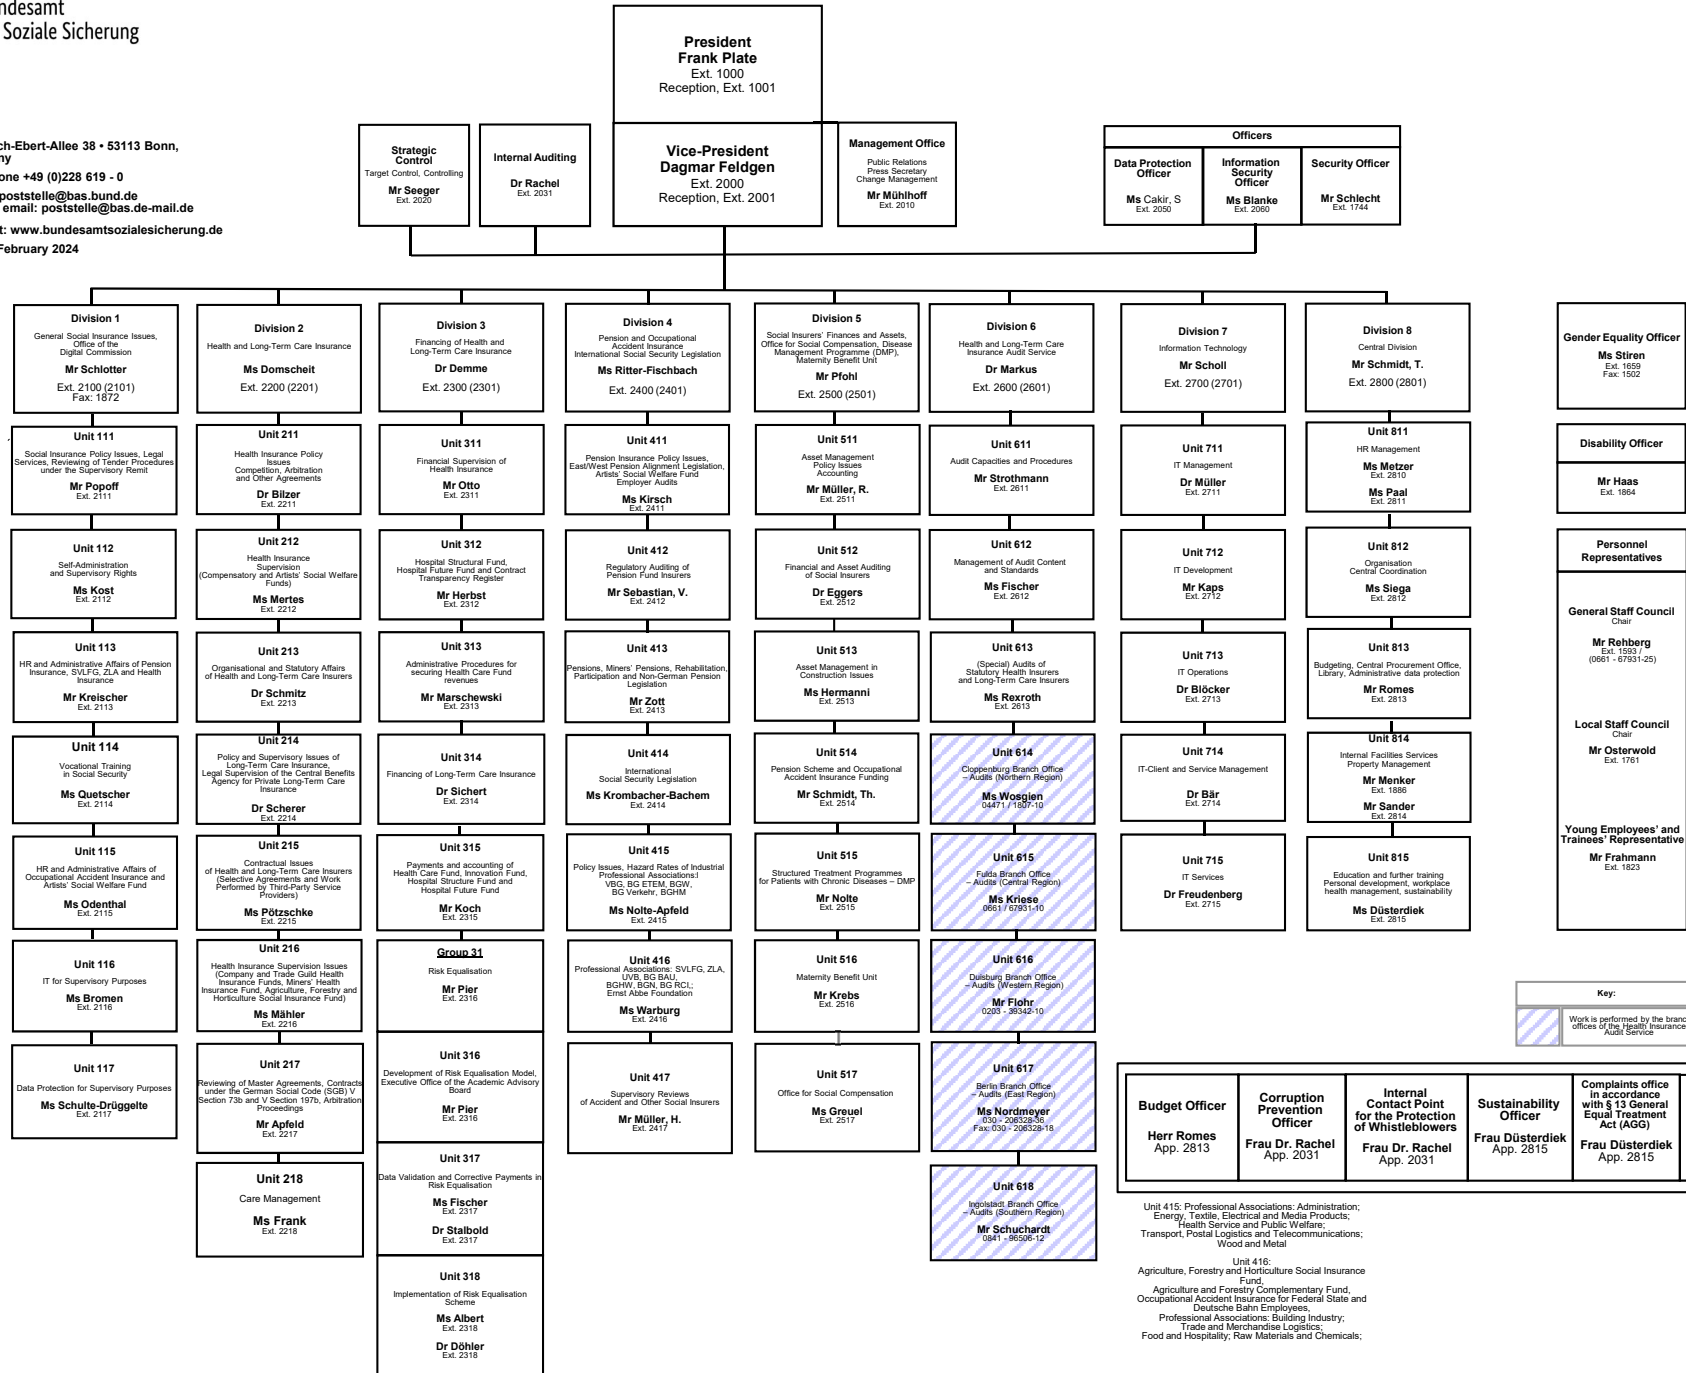 ndesamt
Soziale Sicherung
ch-Ebert-Allee 38 • 53113 Bonn,
ny
one +49 (0)228 619 - 0
poststelle@bas.bund.de
email: poststelle@bas.de-mail.de
t: www.bundesamtsozialesicherung.de
February 2024
President
Frank Plate
Ext. 1000
Reception, Ext. 1001
Vice-President
Dagmar Feldgen
Ext. 2000
Reception, Ext. 2001
Strategic
Control
Target Control, Controlling
Mr Seeger
Ext. 2020
Internal Auditing
Dr Rachel
Ext. 2031
Management Office
Public Relations
Press Secretary
Change Management
Mr Mühlhoff
Ext. 2010
Officers
Data Protection
Officer
Ms Cakir, S
Ext. 2050
Information
Security
Officer
Ms Blanke
Ext. 2060
Security Officer
Mr Schlecht
Ext. 1744
Division 1
General Social Insurance Issues,
Office of the
Digital Commission
Mr Schlotter
Ext. 2100 (2101)
Fax: 1872
Unit 111
Social Insurance Policy Issues, Legal
Services, Reviewing of Tender Procedures
under the Supervisory Remit
Mr Popoff
Ext. 2111
Unit 112
Self-Administration
and Supervisory Rights
Ms Kost
Ext. 2112
Unit 113
HR and Administrative Affairs of Pension
Insurance, SVLFG, ZLA and Health
Insurance
Mr Kreischer
Ext. 2113
Unit 114
Vocational Training
in Social Security
Ms Quetscher
Ext. 2114
Unit 115
HR and Administrative Affairs of
Occupational Accident Insurance and
Artists' Social Welfare Fund
Ms Odenthal
Ext. 2115
Unit 116
IT for Supervisory Purposes
Ms Bromen
Ext. 2116
Unit 117
Data Protection for Supervisory Purposes
Ms Schulte-Drüggelte
Ext. 2117
Division 2
Health and Long-Term Care Insurance
Ms Domscheit
Ext. 2200 (2201)
Unit 211
Health Insurance Policy
Issues
Competition, Arbitration
and Other Agreements
Dr Bilzer
Ext. 2211
Unit 212
Health Insurance
Supervision
(Compensatory and Artists' Social Welfare
Funds)
Ms Mertes
Ext. 2212
Unit 213
Organisational and Statutory Affairs
of Health and Long-Term Care Insurers
Dr Schmitz
Ext. 2213
Unit 214
Policy and Supervisory Issues of
Long-Term Care Insurance,
Legal Supervision of the Central Benefits
Agency for Private Long-Term Care
Insurance
Dr Scherer
Ext. 2214
Unit 215
Contractual Issues
of Health and Long-Term Care Insurers
(Selective Agreements and Work
Performed by Third-Party Service
Providers)
Ms Pötzschke
Ext. 2215
Unit 216
Health Insurance Supervision Issues
(Company and Trade Guild Health
Insurance Funds, Miners' Health
Insurance Fund, Agriculture, Forestry and
Horticulture Social Insurance Fund)
Ms Mähler
Ext. 2216
Unit 217
Reviewing of Master Agreements, Contracts
under the German Social Code (SGB) V
Section 73b and V Section 197b, Arbitration
Proceedings
Mr Apfeld
Ext. 2217
Unit 218
Care Management
Ms Frank
Ext. 2218
Division 3
Financing of Health and
Long-Term Care Insurance
Dr Demme
Ext. 2300 (2301)
Unit 311
Financial Supervision of
Health Insurance
Mr Otto
Ext. 2311
Unit 312
Hospital Structural Fund,
Hospital Future Fund and Contract
Transparency Register
Mr Herbst
Ext. 2312
Unit 313
Administrative Procedures for
securing Health Care Fund
revenues
Mr Marschewski
Ext. 2313
Unit 314
Financing of Long-Term Care Insurance
Dr Sichert
Ext. 2314
Unit 315
Payments and accounting of
Health Care Fund, Innovation Fund,
Hospital Structure Fund and
Hospital Future Fund
Mr Koch
Ext. 2315
Group 31
Risk Equalisation
Mr Pier
Ext. 2316
Unit 316
Development of Risk Equalisation Model,
Executive Office of the Academic Advisory
Board
Mr Pier
Ext. 2316
Unit 317
Data Validation and Corrective Payments in
Risk Equalisation
Ms Fischer
Ext. 2317
Dr Stalbold
Ext. 2317
Unit 318
Implementation of Risk Equalisation
Scheme
Ms Albert
Ext. 2318
Dr Döhler
Ext. 2318
Division 4
Pension and Occupational
Accident Insurance
International Social Security Legislation
Ms Ritter-Fischbach
Ext. 2400 (2401)
Unit 411
Pension Insurance Policy Issues,
East/West Pension Alignment Legislation,
Artists' Social Welfare Fund
Employer Audits
Ms Kirsch
Ext. 2411
Unit 412
Regulatory Auditing of
Pension Fund Insurers
Mr Sebastian, V.
Ext. 2412
Unit 413
Pensions, Miners' Pensions, Rehabilitation,
Participation and Non-German Pension
Legislation
Mr Zott
Ext. 2413
Unit 414
International
Social Security Legislation
Ms Krombacher-Bachem
Ext. 2414
Unit 415
Policy Issues, Hazard Rates of Industrial
Professional Associations:l
VBG, BG ETEM, BGW,
BG Verkehr, BGHM
Ms Nolte-Apfeld
Ext. 2415
Unit 416
Professional Associations: SVLFG, ZLA,
UVB, BG BAU,
BGHW, BGN, BG RCI,;
Ernst Abbe Foundation
Ms Warburg
Ext. 2416
Unit 417
Supervisory Reviews
of Accident and Other Social Insurers
Mr Müller, H.
Ext. 2417
Division 5
Social Insurers' Finances and Assets,
Office for Social Compensation, Disease
Management Programme (DMP),
Maternity Benefit Unit
Mr Pfohl
Ext. 2500 (2501)
Unit 511
Asset Management
Policy Issues
Accounting
Mr Müller, R.
Ext. 2511
Unit 512
Financial and Asset Auditing
of Social Insurers
Dr Eggers
Ext. 2512
Unit 513
Asset Management in
Construction Issues
Ms Hermanni
Ext. 2513
Unit 514
Pension Scheme and Occupational
Accident Insurance Funding
Mr Schmidt, Th.
Ext. 2514
Unit 515
Structured Treatment Programmes
for Patients with Chronic Diseases – DMP
Mr Nolte
Ext. 2515
Unit 516
Maternity Benefit Unit
Mr Krebs
Ext. 2516
Unit 517
Office for Social Compensation
Ms Greuel
Ext. 2517
Division 6
Health and Long-Term Care
Insurance Audit Service
Dr Markus
Ext. 2600 (2601)
Unit 611
Audit Capacities and Procedures
Mr Strothmann
Ext. 2611
Unit 612
Management of Audit Content
and Standards
Ms Fischer
Ext. 2612
Unit 613
(Special) Audits of
Statutory Health Insurers
and Long-Term Care Insurers
Ms Rexroth
Ext. 2613
Unit 614
Cloppenburg Branch Office
– Audits (Northern Region)
Ms Wosgien
04471 / 1807-10
Unit 615
Fulda Branch Office
– Audits (Central Region)
Ms Kriese
0661 / 67931-10
Unit 616
Duisburg Branch Office
– Audits (Western Region)
Mr Flohr
0203 - 39342-10
Unit 617
Berlin Branch Office
– Audits (East Region)
Ms Nordmeyer
030 - 206328-36
Fax: 030 - 206328-18
Unit 618
Ingolstadt Branch Office
– Audits (Southern Region)
Mr Schuchardt
0841 - 96506-12
Division 7
Information Technology
Mr Scholl
Ext. 2700 (2701)
Unit 711
IT Management
Dr Müller
Ext. 2711
Unit 712
IT Development
Mr Kaps
Ext. 2712
Unit 713
IT Operations
Dr Blöcker
Ext. 2713
Unit 714
IT-Client and Service Management
Dr Bär
Ext. 2714
Unit 715
IT Services
Dr Freudenberg
Ext. 2715
Division 8
Central Division
Mr Schmidt, T.
Ext. 2800 (2801)
Unit 811
HR Management
Ms Metzer
Ext. 2810
Ms Paal
Ext. 2811
Unit 812
Organisation
Central Coordination
Ms Siega
Ext. 2812
Unit 813
Budgeting, Central Procurement Office,
Library, Administrative data protection
Mr Romes
Ext. 2813
Unit 814
Internal Facilities Services
Property Management
Mr Menker
Ext. 1886
Mr Sander
Ext. 2814
Unit 815
Education and further training
Personal development, workplace
health management, sustainability
Ms Düsterdiek
Ext. 2815
Gender Equality Officer
Ms Stiren
Ext. 1659
Fax: 1502
Disability Officer
Mr Haas
Ext. 1864
Personnel
Representatives
General Staff Council
Chair
Mr Rehberg
Ext. 1593 /
(0661 - 67931-25)
Local Staff Council
Chair
Mr Osterwold
Ext. 1761
Young Employees' and
Trainees' Representative
Mr Frahmann
Ext. 1823
Key:
Work is performed by the branc
offices of the Health Insurance
Audit Service
Budget Officer
Herr Romes
App. 2813
Corruption
Prevention
Officer
Frau Dr. Rachel
App. 2031
Internal
Contact Point
for the Protection
of Whistleblowers
Frau Dr. Rachel
App. 2031
Sustainability
Officer
Frau Düsterdiek
App. 2815
Complaints office
in accordance
with § 13 General
Equal Treatment
Act (AGG)
Frau Düsterdiek
App. 2815
Unit 415: Professional Associations: Administration;
Energy, Textile, Electrical and Media Products;
Health Service and Public Welfare;
Transport, Postal Logistics and Telecommunications;
Wood and Metal
Unit 416:
Agriculture, Forestry and Horticulture Social Insurance
Fund,
Agriculture and Forestry Complementary Fund,
Occupational Accident Insurance for Federal State and
Deutsche Bahn Employees,
Professional Associations: Building Industry;
Trade and Merchandise Logistics;
Food and Hospitality; Raw Materials and Chemicals;